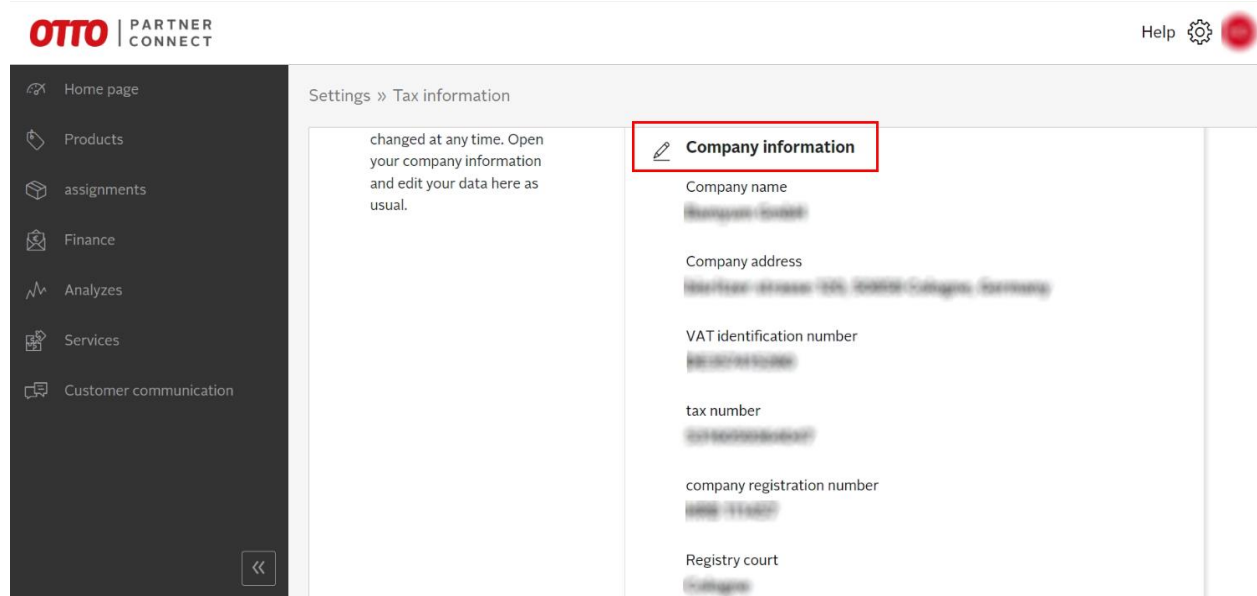 OTTO | PARTNER
CONNECT
Help
Home page
Products
assignments
Finance
Analyzes
Services
Customer communication
Settings » Tax information
changed at any time. Open
your company information
and edit your data here as
usual.
Company information
Company name
Company address
VAT identification number
tax number
company registration number
Registry court